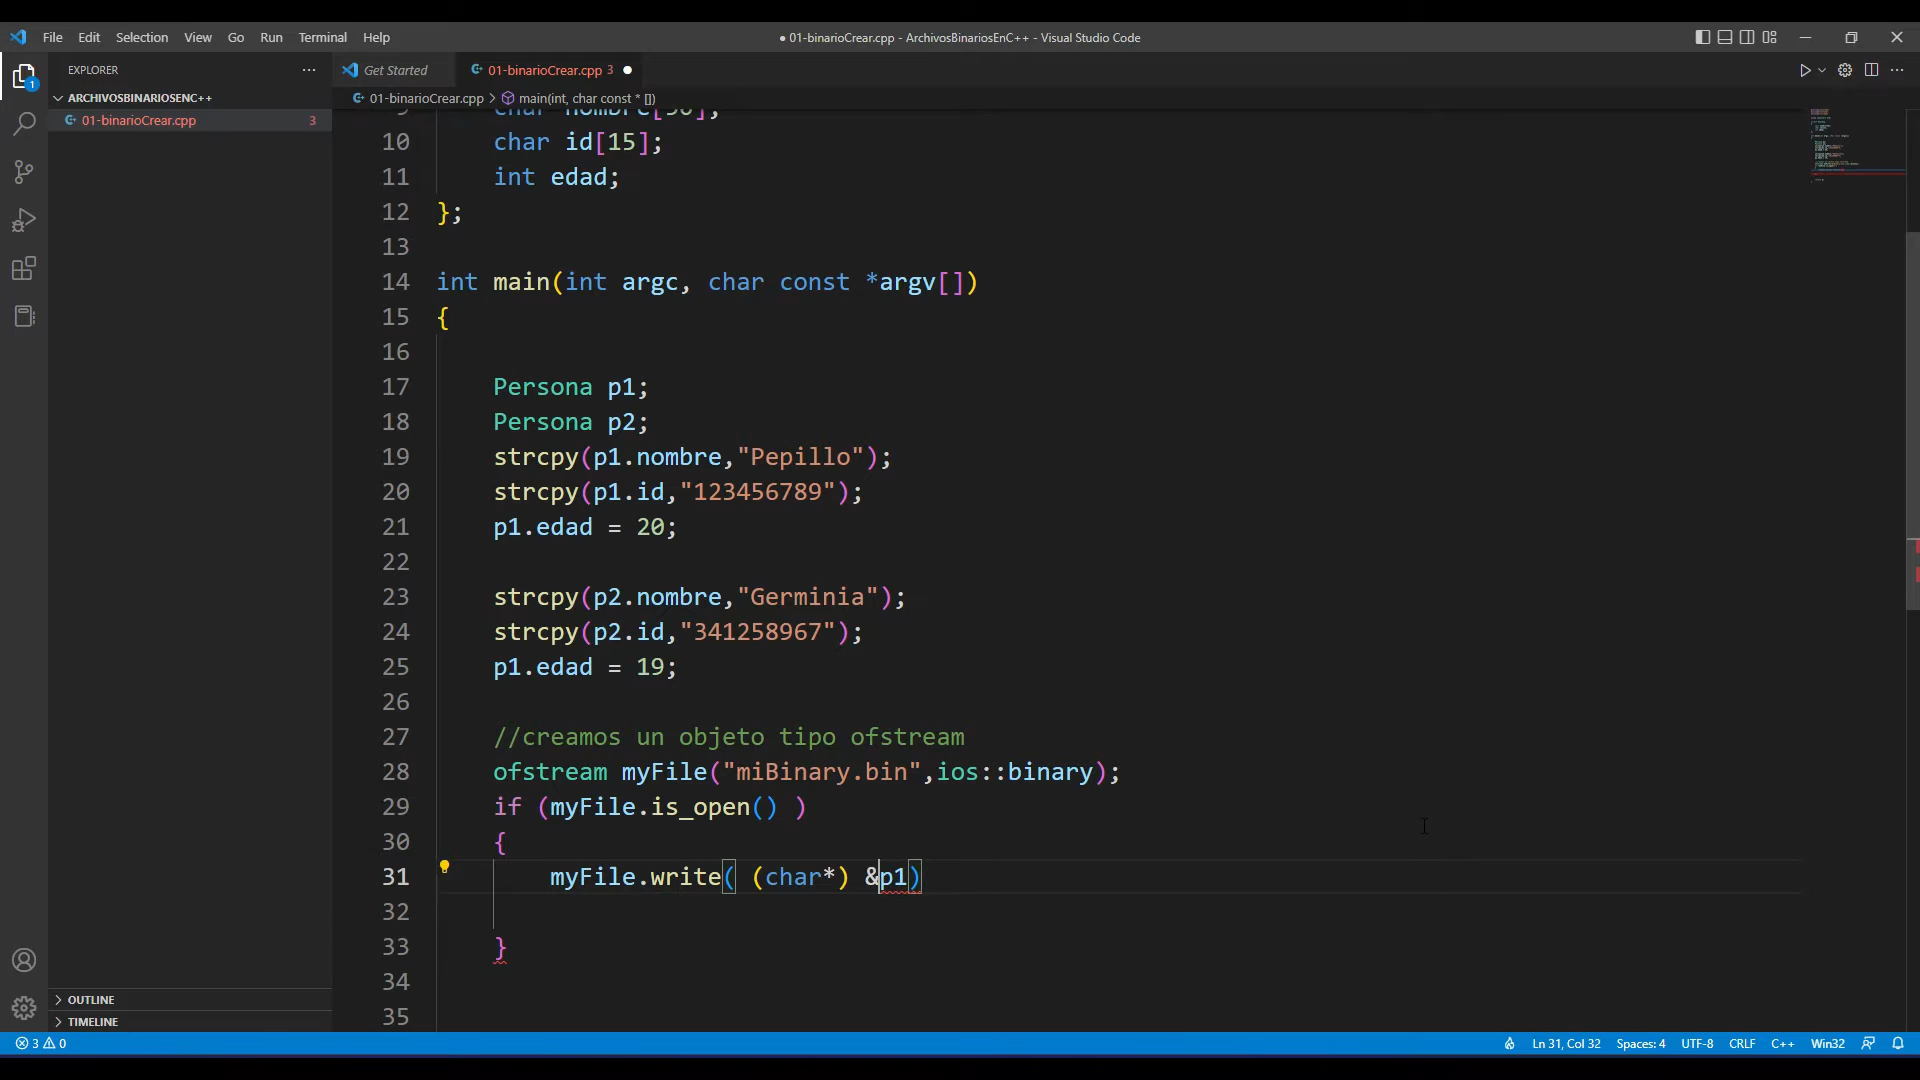 File Edit Selection View Go Run Terminal Help
● 01-binarioCrear.cpp - ArchivosBinariosEnC++ - Visual Studio Code
EXPLORER
Get Started
01-binarioCrear.cpp 3
ARCHIVOSBINARIOSENC++
01-binarioCrear.cpp > main(int, char const * [])
01-binarioCrear.cpp 3
1
9 char nombre[50];
10 char id[15];
11 int edad;
12 };
13
14 int main(int argc, char const *argv[])
15 {
16
17 Persona p1;
18 Persona p2;
19 strcpy(p1.nombre,"Pepillo");
20 strcpy(p1.id,"123456789");
21 p1.edad = 20;
22
23 strcpy(p2.nombre,"Germinia");
24 strcpy(p2.id,"341258967");
25 p1.edad = 19;
26
27 //creamos un objeto tipo ofstream
28 ofstream myFile("miBinary.bin",ios::binary);
29 if (myFile.is_open() )
30 {
31 myFile.write( (char*) &p1)
32
33 }
34
35
OUTLINE
TIMELINE
3 0
Ln 31, Col 32 Spaces: 4 UTF-8 CRLF C++ Win32